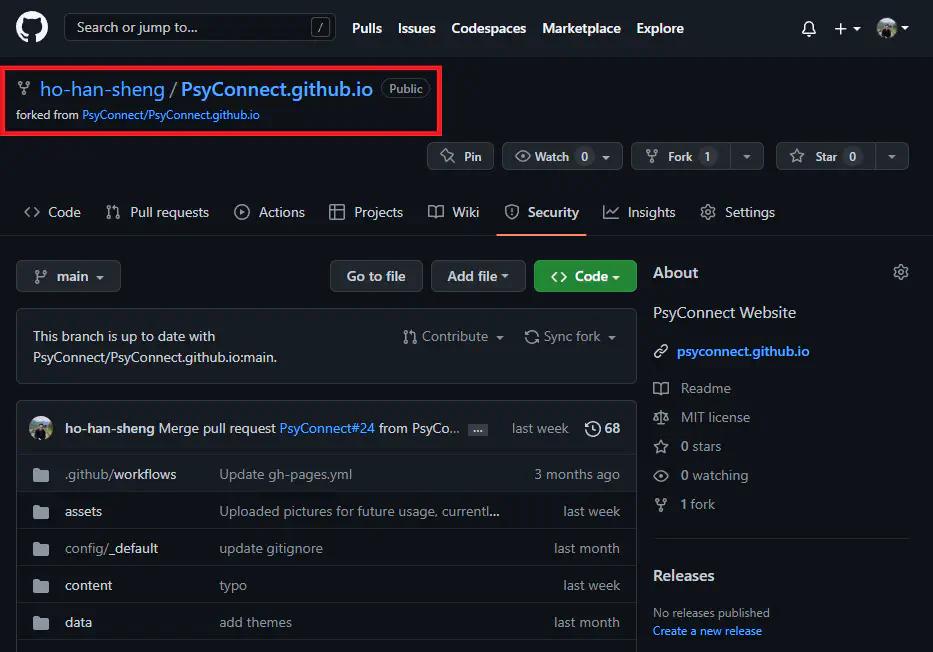 Search or jump to... / Pulls Issues Codespaces Marketplace Explore
ho-han-sheng / PsyConnect.github.io Public
forked from PsyConnect/PsyConnect.github.io
Pin Watch 0 Fork 1 Star 0
Code Pull requests Actions Projects Wiki Security Insights Settings
main Go to file Add file Code
This branch is up to date with
PsyConnect/PsyConnect.github.io:main.
Contribute Sync fork
ho-han-sheng Merge pull request PsyConnect#24 from PsyCo... ... last week 68
.github/workflows Update gh-pages.yml 3 months ago
assets Uploaded pictures for future usage, currentl... last week
config/_default update gitignore last month
content typo last week
data add themes last month
About
PsyConnect Website
psyconnect.github.io
Readme
MIT license
0 stars
0 watching
1 fork
Releases
No releases published
Create a new release